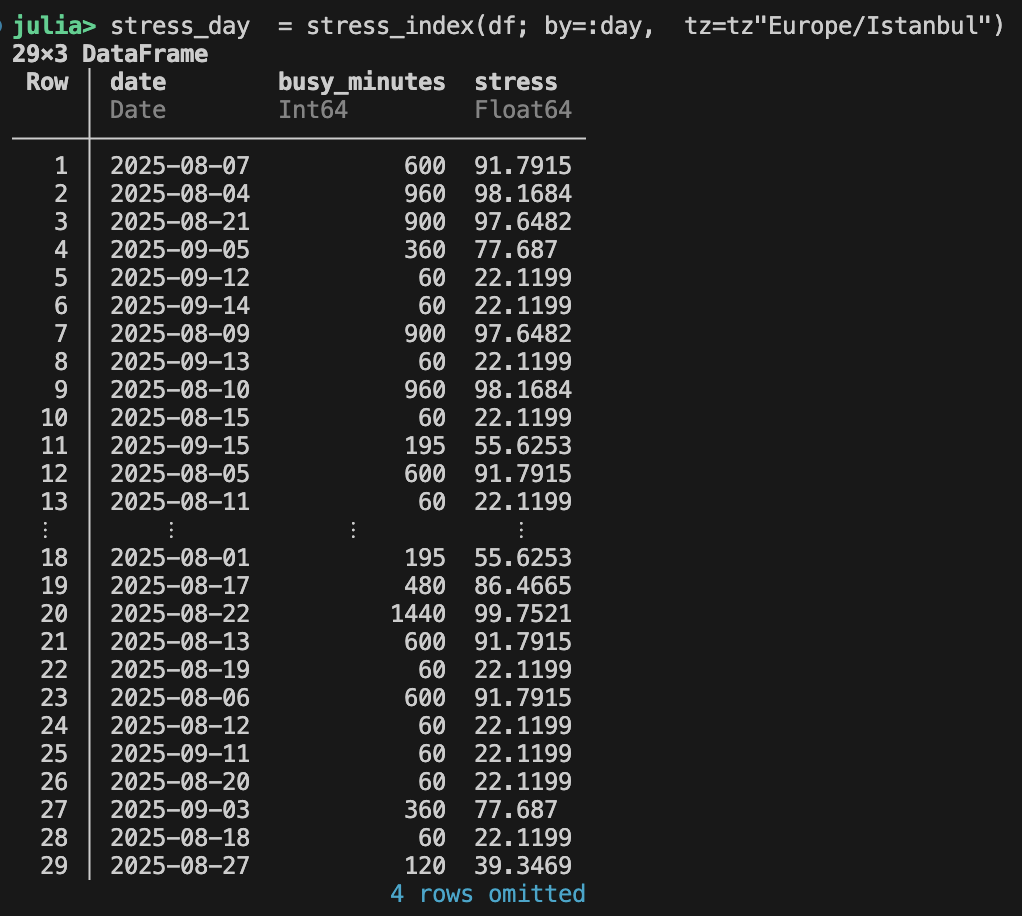 julia> stress_day  = stress_index(df; by=:day,  tz=tz"Europe/Istanbul")
29×3 DataFrame
Row date busy_minutes stress
Date Int64 Float64
1 2025-08-07 600 91.7915
2 2025-08-04 960 98.1684
3 2025-08-21 900 97.6482
4 2025-09-05 360 77.687
5 2025-09-12 60 22.1199
6 2025-09-14 60 22.1199
7 2025-08-09 900 97.6482
8 2025-09-13 60 22.1199
9 2025-08-10 960 98.1684
10 2025-08-15 60 22.1199
11 2025-09-15 195 55.6253
12 2025-08-05 600 91.7915
13 2025-08-11 60 22.1199
⋮ ⋮ ⋮ ⋮
18 2025-08-01 195 55.6253
19 2025-08-17 480 86.4665
20 2025-08-22 1440 99.7521
21 2025-08-13 600 91.7915
22 2025-08-19 60 22.1199
23 2025-08-06 600 91.7915
24 2025-08-12 60 22.1199
25 2025-09-11 60 22.1199
26 2025-08-20 60 22.1199
27 2025-09-03 360 77.687
28 2025-08-18 60 22.1199
29 2025-08-27 120 39.3469
4 rows omitted